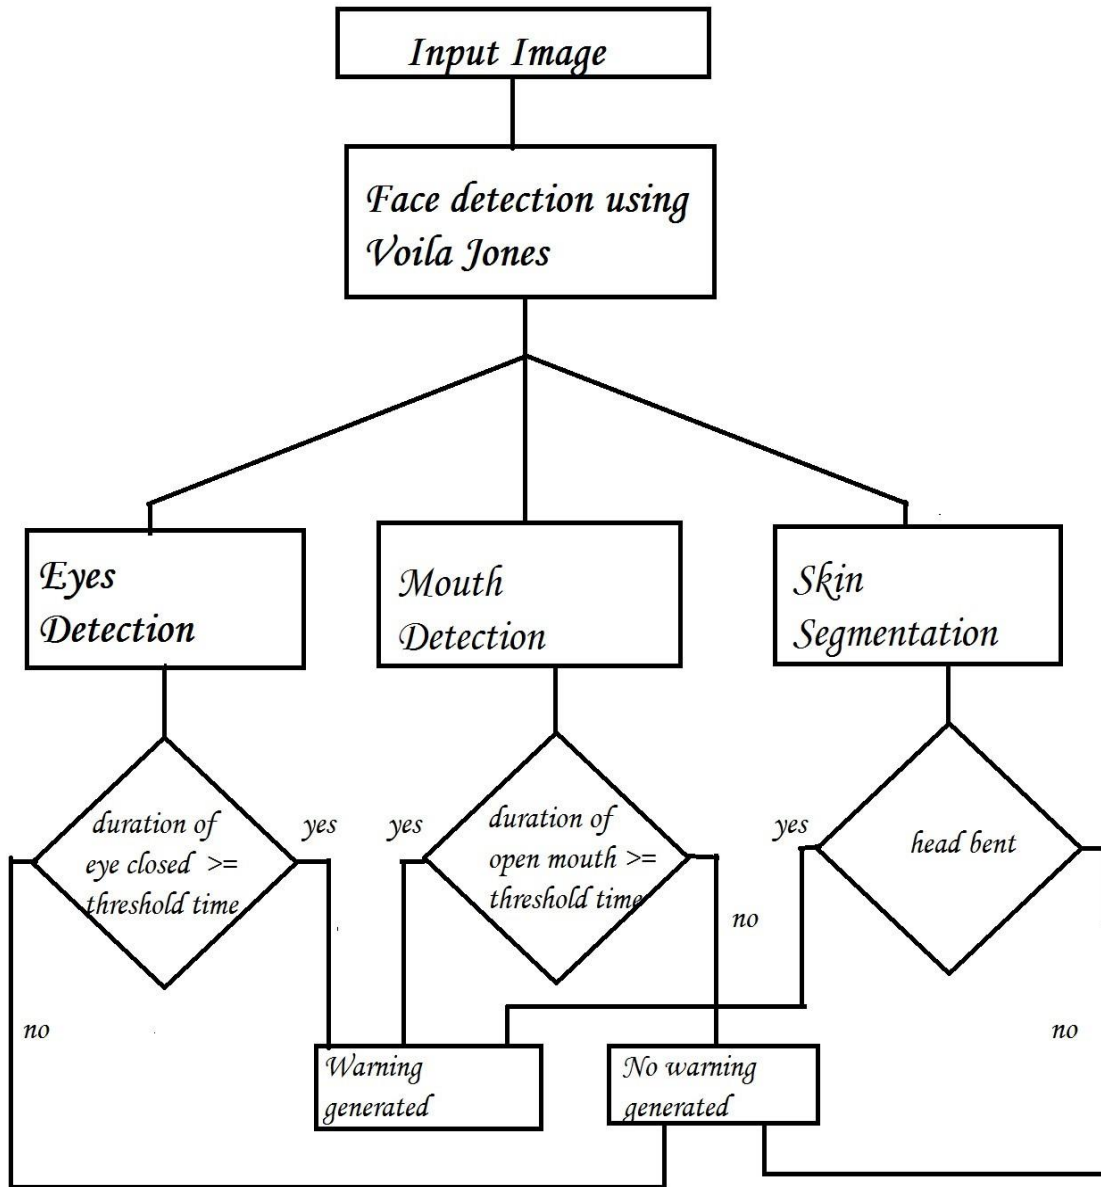 Input Image
Face detection using
Voila Jones
Eyes
Detection
Mouth
Detection
Skin
Segmentation
duration of
eye closed >=
threshold time
yes
yes
duration of
open mouth >=
threshold time
yes
head bent
no
no
no
Warning
generated
No warning
generated